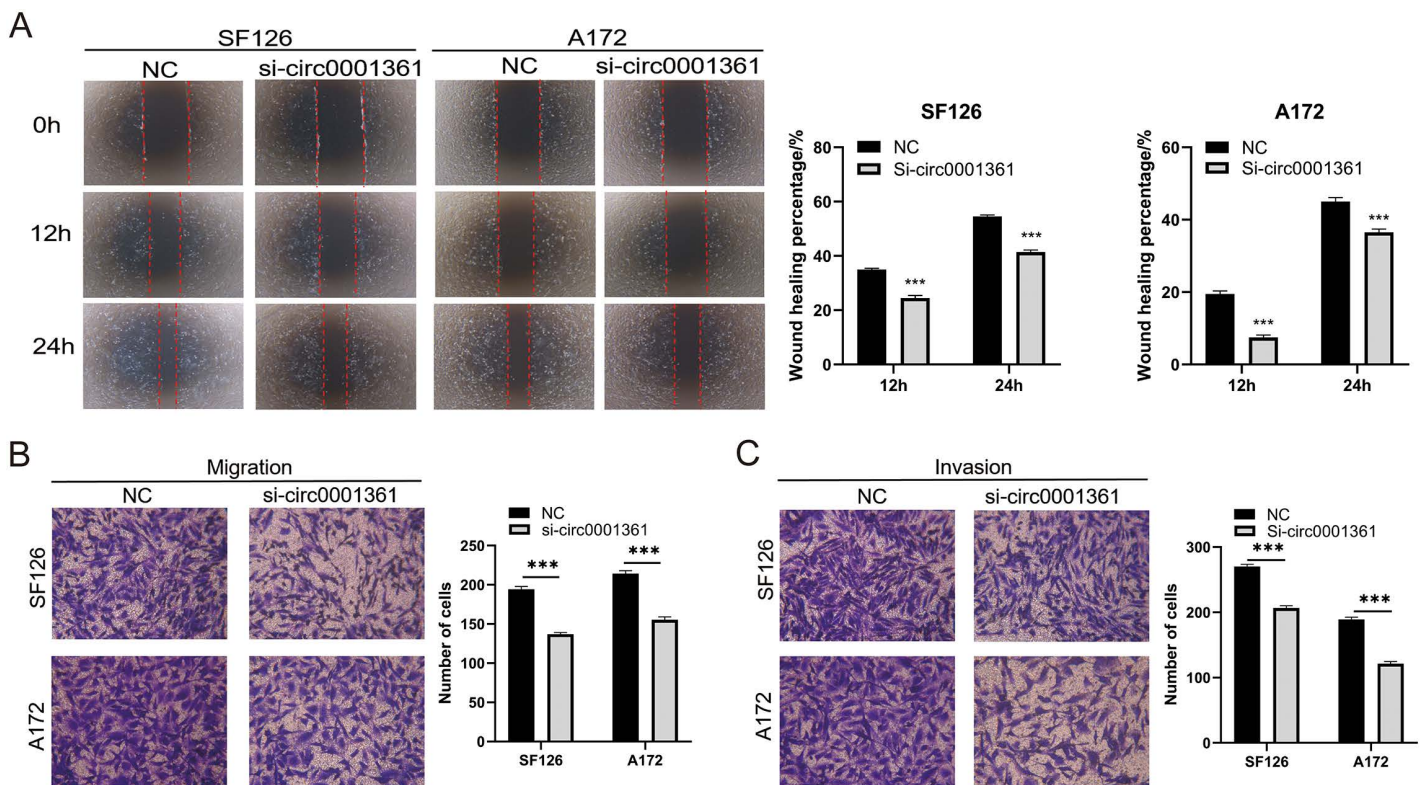 A
SF126
A172
NC
si-circ0001361
NC
si-circ0001361
0h
12h
24h
SF126
NC
Si-circ0001361
Wound healing percentage/%
80
60
40
20
0
***
***
12h
24h
A172
NC
Si-circ0001361
Wound healing percentage/%
60
40
20
0
***
***
12h
24h
B
Migration
NC
si-circ0001361
SF126
A172
NC
si-circ0001361
Number of cells
250
200
150
100
50
0
***
***
SF126
A172
C
Invasion
NC
si-circ0001361
SF126
A172
NC
Si-circ0001361
Number of cells
300
200
100
0
***
***
SF126
A172